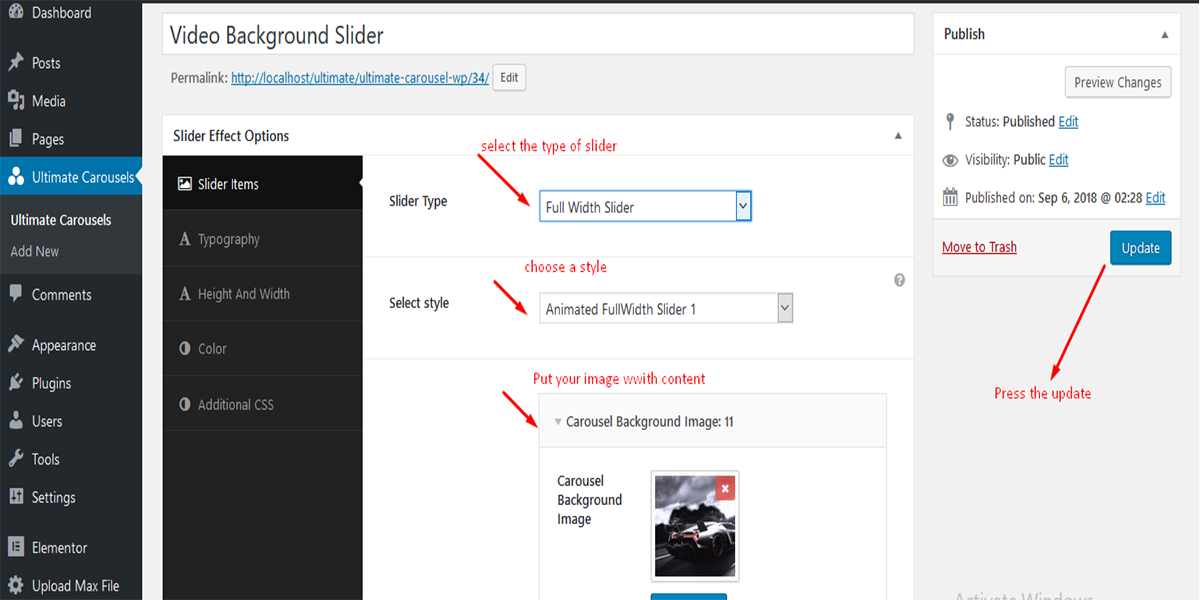 Dashboard
Posts
Media
Pages
Ultimate Carousels
Ultimate Carousels
Add New
Comments
Appearance
Plugins
Users
Tools
Settings
Elementor
Upload Max File
Video Background Slider
Permalink: http://localhost/ultimate/ultimate-carousel-wp/34/ Edit
Slider Effect Options
Slider Items
Typography
Height And Width
Color
Additional CSS
select the type of slider
Slider Type
Full Width Slider
choose a style
Select style
Animated FullWidth Slider 1
Put your image wwith content
Carousel Background Image: 11
Carousel
Background
Image
Publish
Preview Changes
Status: Published Edit
Visibility: Public Edit
Published on: Sep 6, 2018 @ 02:28 Edit
Move to Trash
Update
Press the update
Activate Windows